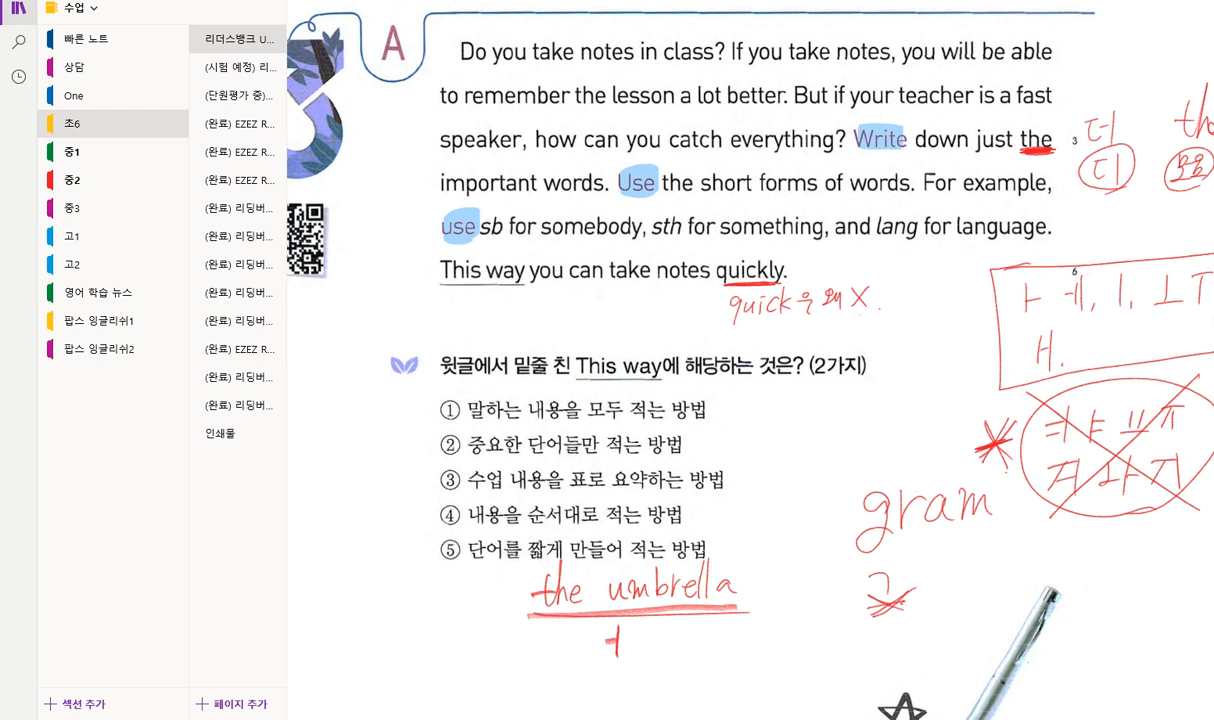 수업
빠른 노트
상담
One
초6
중1
중2
중3
고1
고2
영어 학습 뉴스
팝스 잉글리쉬1
팝스 잉글리쉬2
섹션 추가
리더스뱅크 U...
(시험 예정) 리...
(단원평가 중)...
(완료) EZEZ R...
(완료) EZEZ R...
(완료) EZEZ R...
(완료) 리딩버...
(완료) 리딩버...
(완료) 리딩버...
(완료) 리딩버...
(완료) 리딩버...
(완료) EZEZ R...
(완료) 리딩버...
(완료) 리딩버...
인쇄물
페이지 추가
A
Do you take notes in class? If you take notes, you will be able
to remember the lesson a lot better. But if your teacher is a fast
speaker, how can you catch everything? Write down just the
3
important words. Use the short forms of words. For example,
use sb for somebody, sth for something, and lang for language.
This way you can take notes quickly.
6
더
디
the
모음
quick은 왜 X.
ㅏ ㅔ, ㅣ, ㅗ ㅜ
ㅐ.
윗글에서 밑줄 친 This way에 해당하는 것은? (2가지)
① 말하는 내용을 모두 적는 방법
② 중요한 단어들만 적는 방법
③ 수업 내용을 표로 요약하는 방법
④ 내용을 순서대로 적는 방법
⑤ 단어를 짧게 만들어 적는 방법
gram
the umbrella
ㅓ